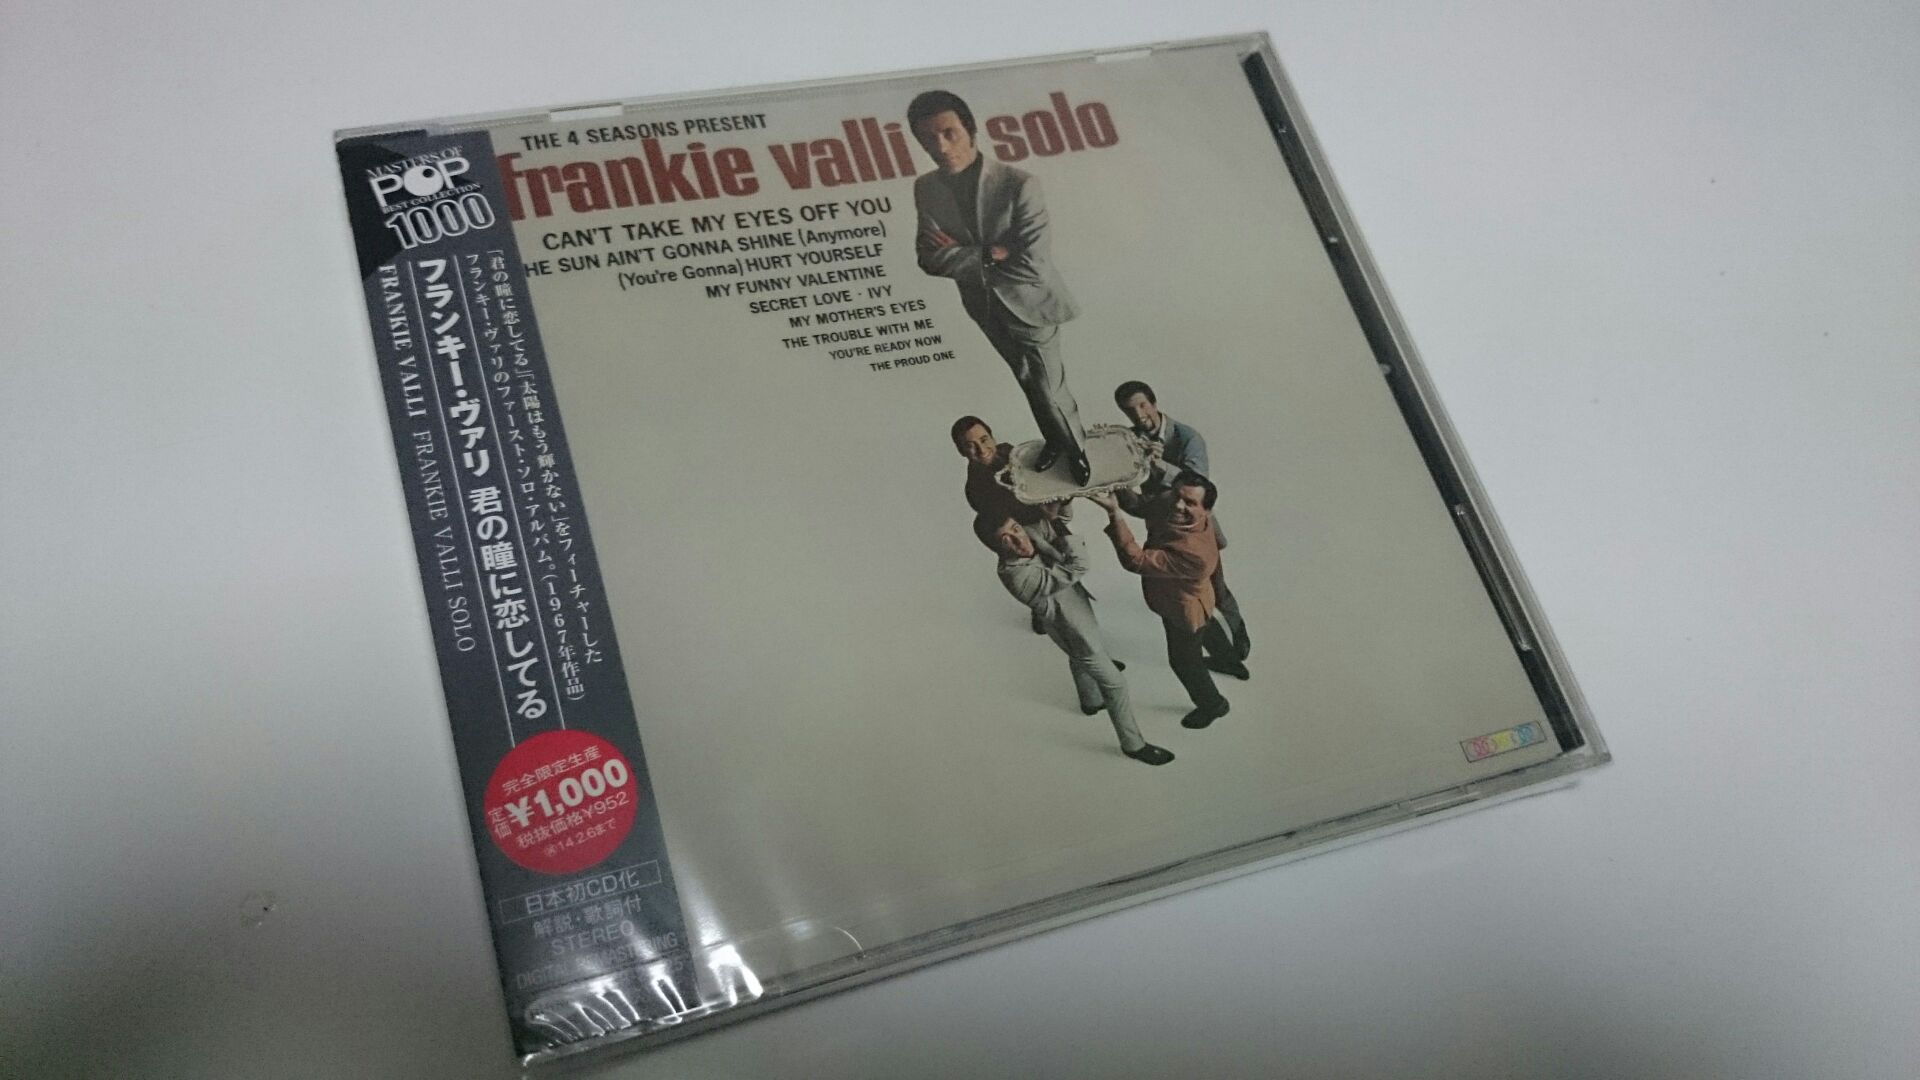 MASTERS OF
POP
BEST COLLECTION
1000
「君の瞳に恋してる」「太陽はもう輝かない」をフィーチャーした
フランキー・ヴァリのファースト・ソロ・アルバム。(1967年作品)
フランキー・ヴァリ 君の瞳に恋してる
FRANKIE VALLI FRANKIE VALLI SOLO
完全限定生産
定価¥1,000
税抜価格¥952
14.2.6まで
日本初CD化
解説・歌詞付
STEREO
THE 4 SEASONS PRESENT
frankie valli solo
CAN'T TAKE MY EYES OFF YOU
HE SUN AIN'T GONNA SHINE (Anymore)
(You're Gonna) HURT YOURSELF
MY FUNNY VALENTINE
SECRET LOVE · IVY
MY MOTHER'S EYES
THE TROUBLE WITH ME
YOU'RE READY NOW
THE PROUD ONE